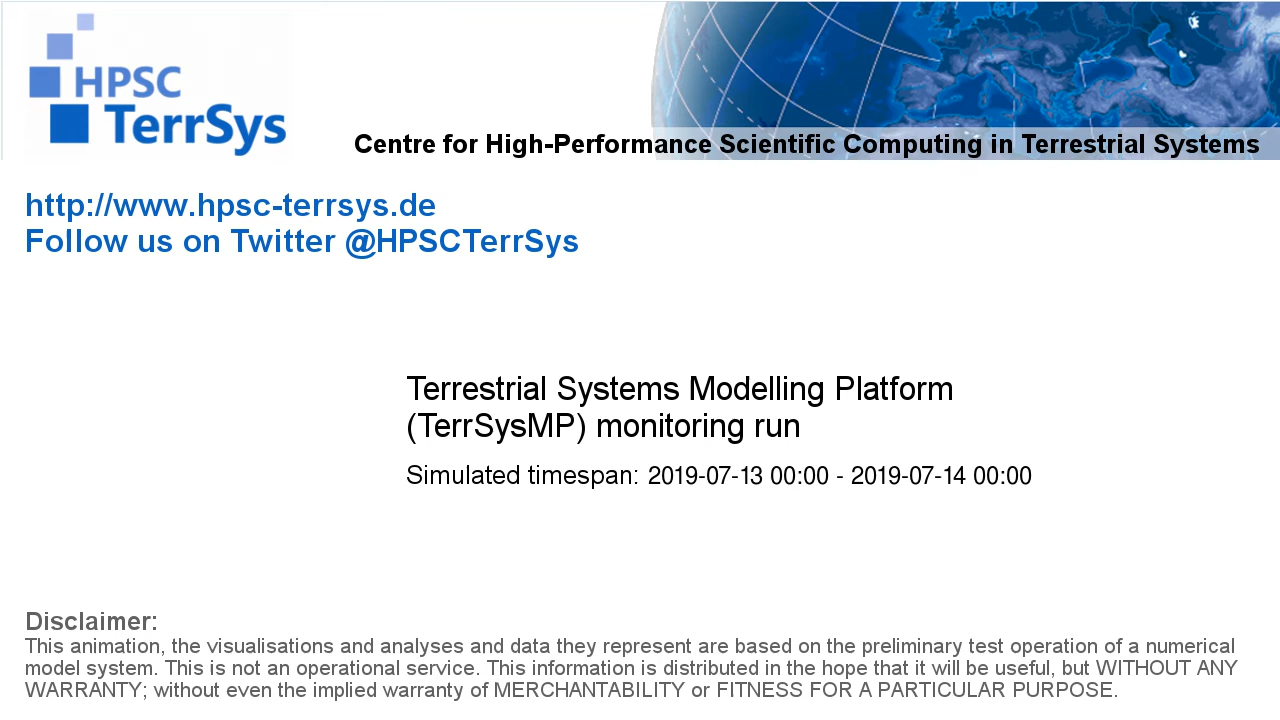 HPSC
TerrSys
Centre for High-Performance Scientific Computing in Terrestrial Systems
http://www.hpsc-terrsys.de
Follow us on Twitter @HPSCTerrSys
Terrestrial Systems Modelling Platform
(TerrSysMP) monitoring run
Simulated timespan: 2019-07-13 00:00 - 2019-07-14 00:00
Disclaimer:
This animation, the visualisations and analyses and data they represent are based on the preliminary test operation of a numerical
model system. This is not an operational service. This information is distributed in the hope that it will be useful, but WITHOUT ANY
WARRANTY; without even the implied warranty of MERCHANTABILITY or FITNESS FOR A PARTICULAR PURPOSE.